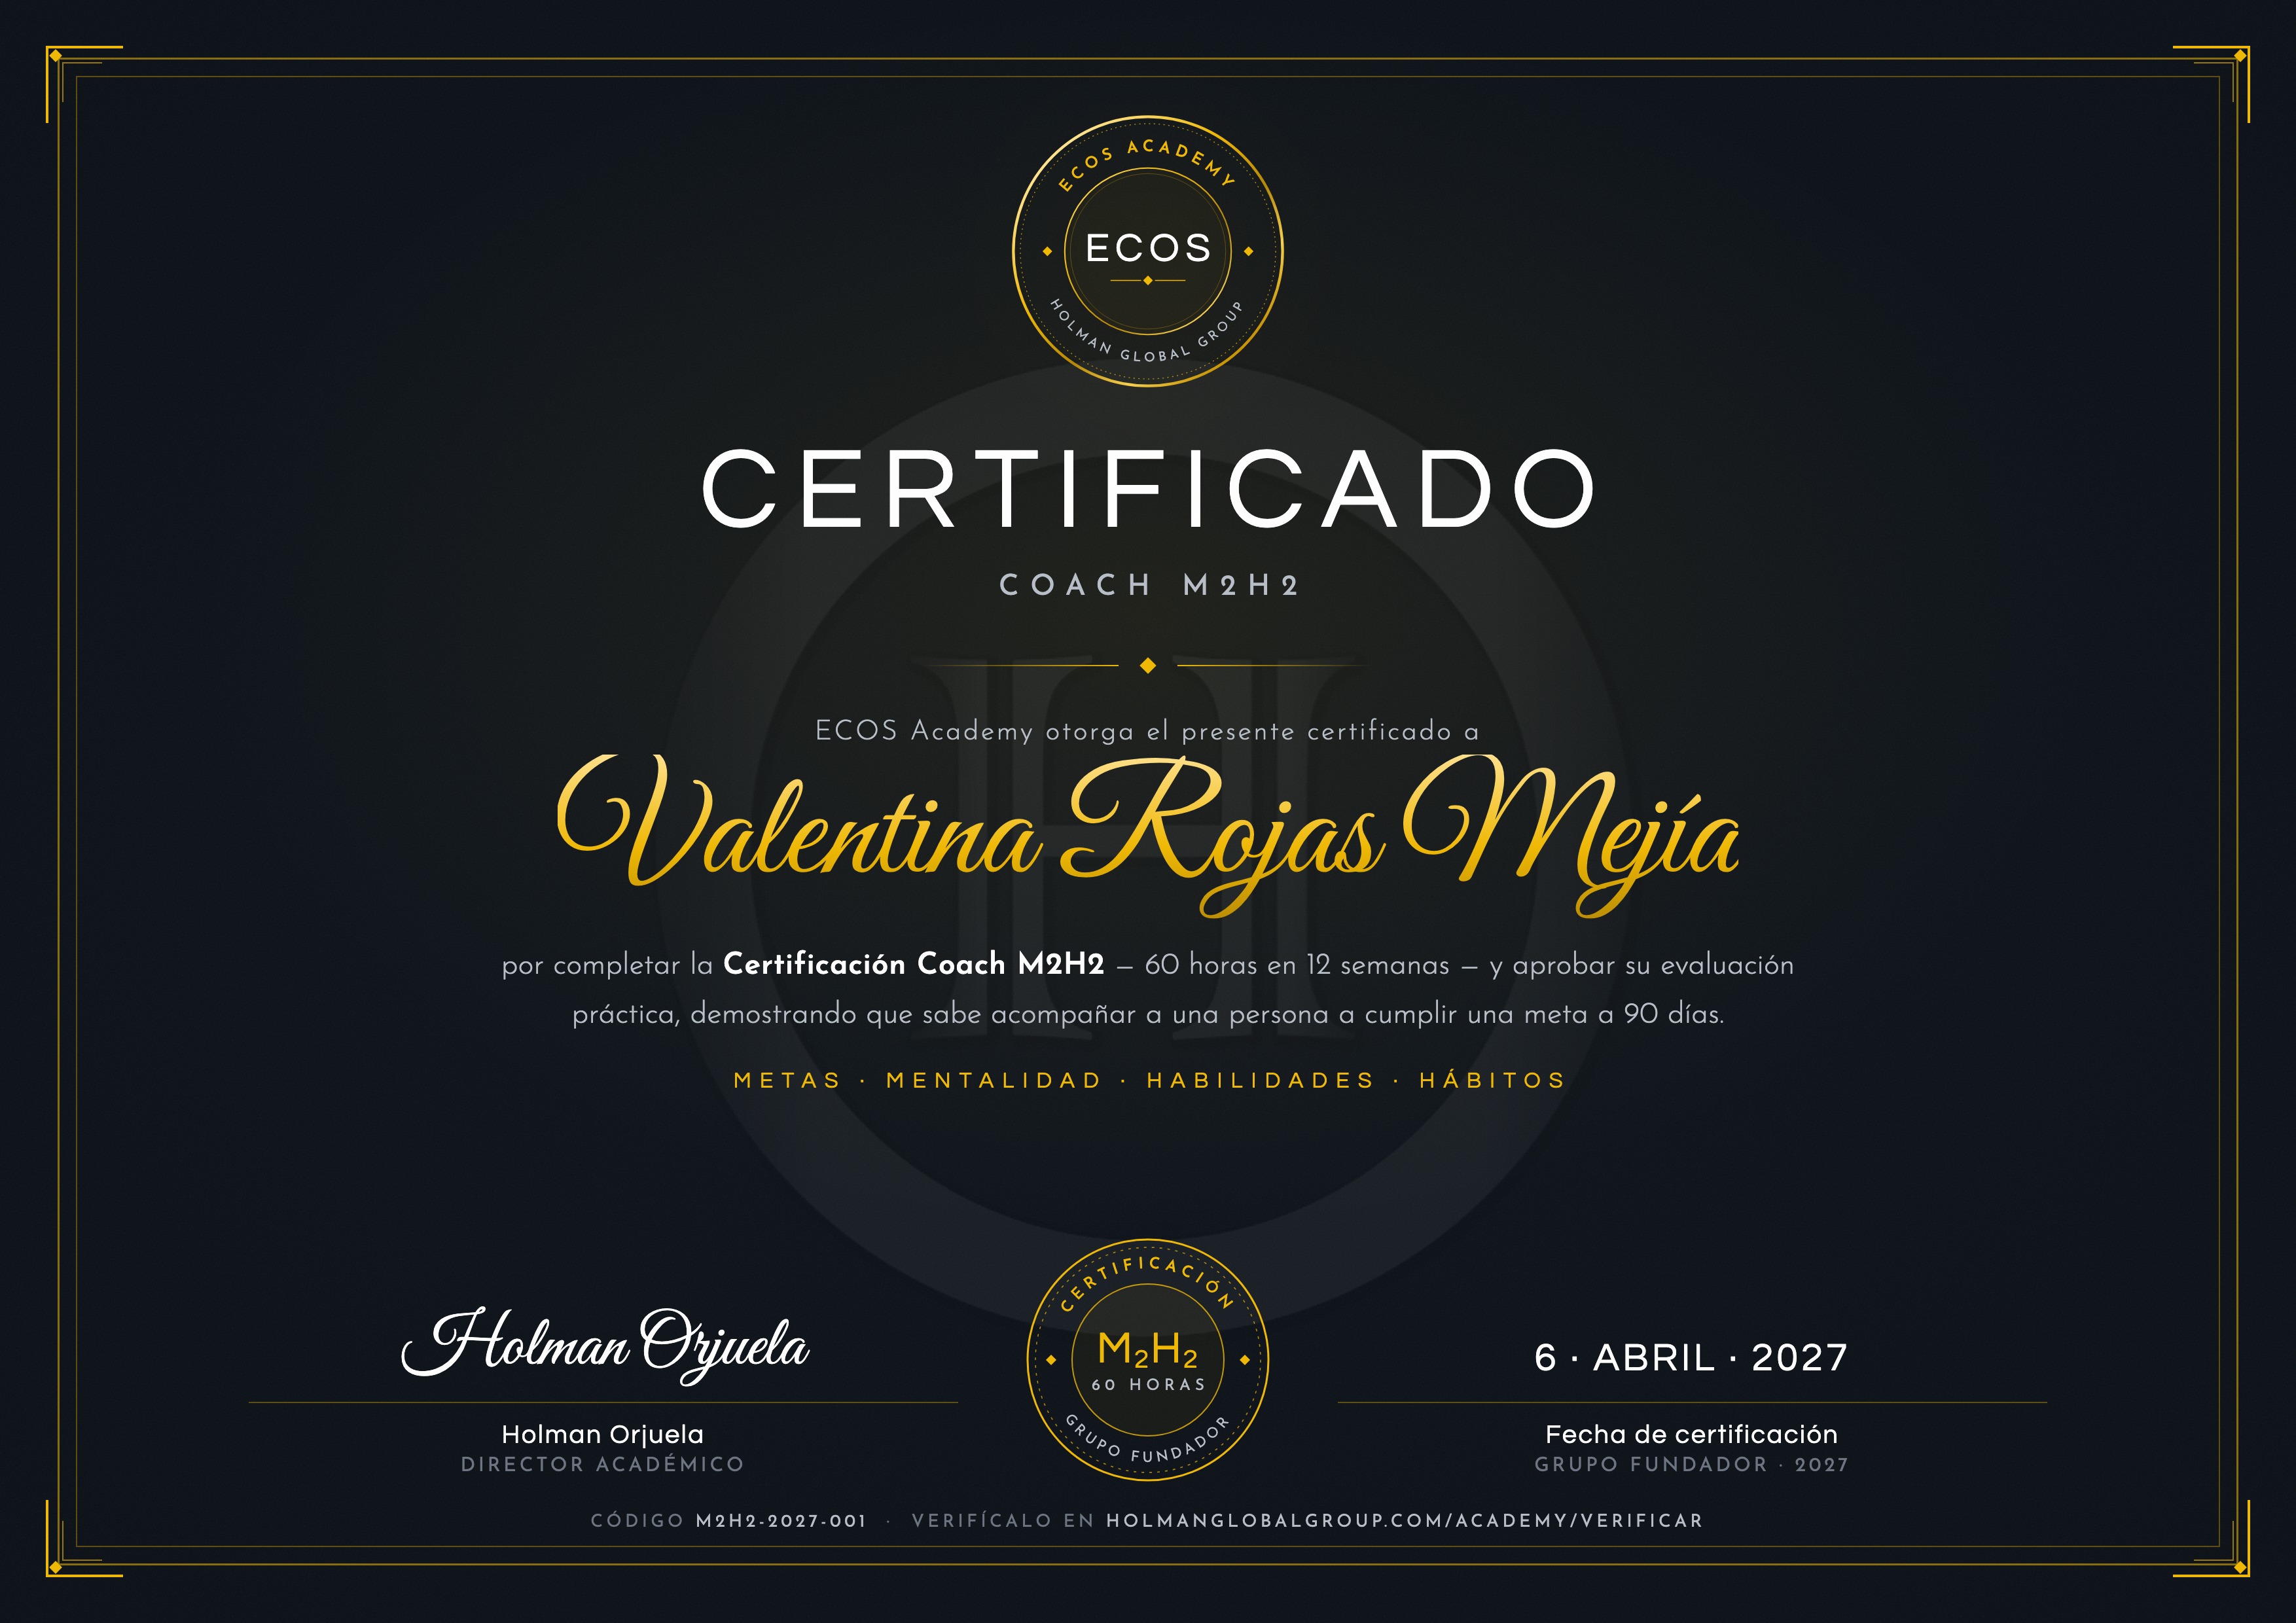 ECOS ACADEMY
ECOS
HOLMAN GLOBAL GROUP
CERTIFICADO
COACH M2H2
ECOS Academy otorga el presente certificado a
Valentina Rojas Mejía
por completar la Certificación Coach M2H2 – 60 horas en 12 semanas – y aprobar su evaluación
práctica, demostrando que sabe acompañar a una persona a cumplir una meta a 90 días.
METAS · MENTALIDAD · HABILIDADES · HÁBITOS
CERTIFICACIÓN
M2H2
60 HORAS
GRUPO FUNDADOR
Holman Orjuela
Holman Orjuela
DIRECTOR ACADÉMICO
6 · ABRIL · 2027
Fecha de certificación
GRUPO FUNDADOR · 2027
CÓDIGO M2H2-2027-001 · VERIFÍCALO EN HOLMANGLOBALGROUP.COM/ACADEMY/VERIFICAR